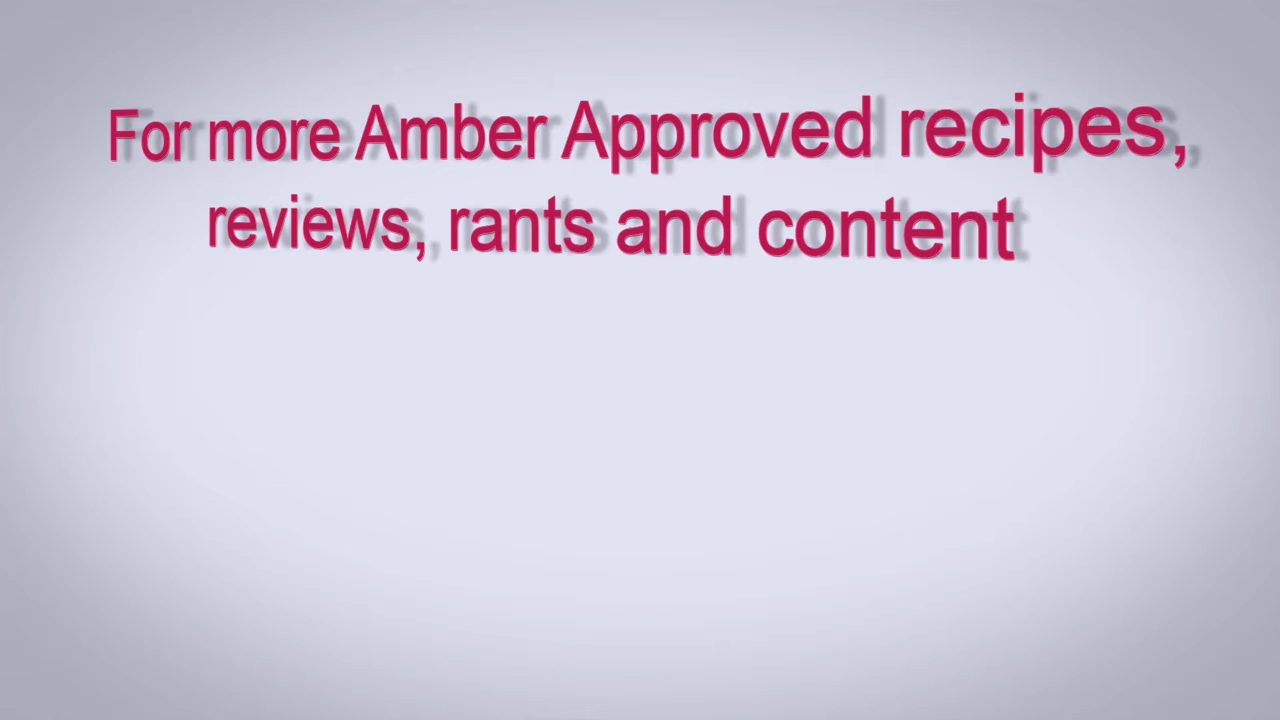 For more Amber Approved recipes,
reviews, rants and content